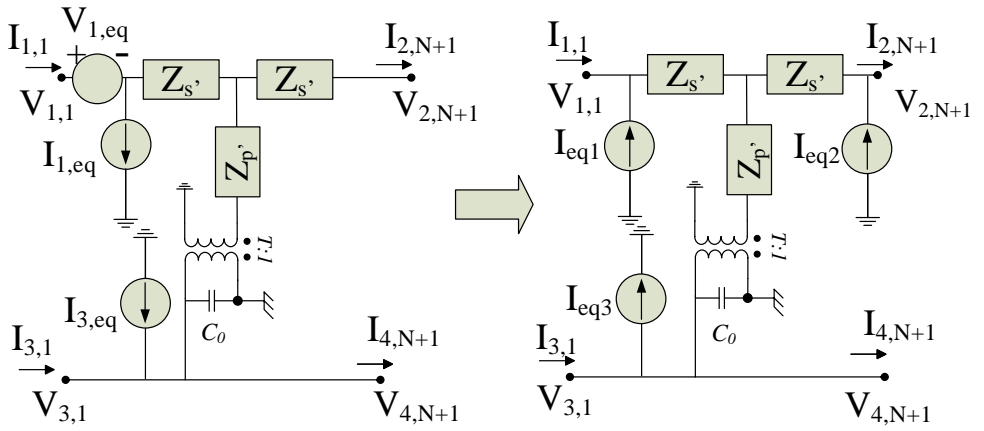 V1,eq
I1,1
+ -
Zs'
Zs'
I2,N+1
V1,1
V2,N+1
I1,eq
Zp'
T:1
I3,eq
C0
I3,1
I4,N+1
V3,1
V4,N+1
I1,1
Zs'
Zs'
I2,N+1
V1,1
V2,N+1
Ieq1
Zp'
Ieq2
T:1
Ieq3
C0
I3,1
I4,N+1
V3,1
V4,N+1